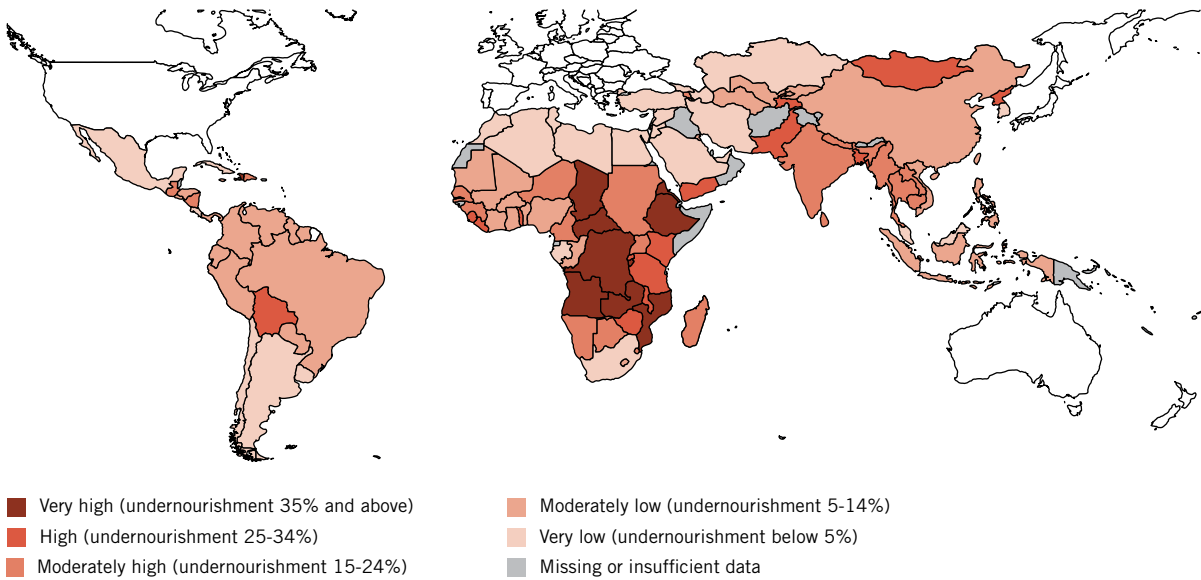 Very high (undernourishment 35% and above)
High (undernourishment 25-34%)
Moderately high (undernourishment 15-24%)
Moderately low (undernourishment 5-14%)
Very low (undernourishment below 5%)
Missing or insufficient data